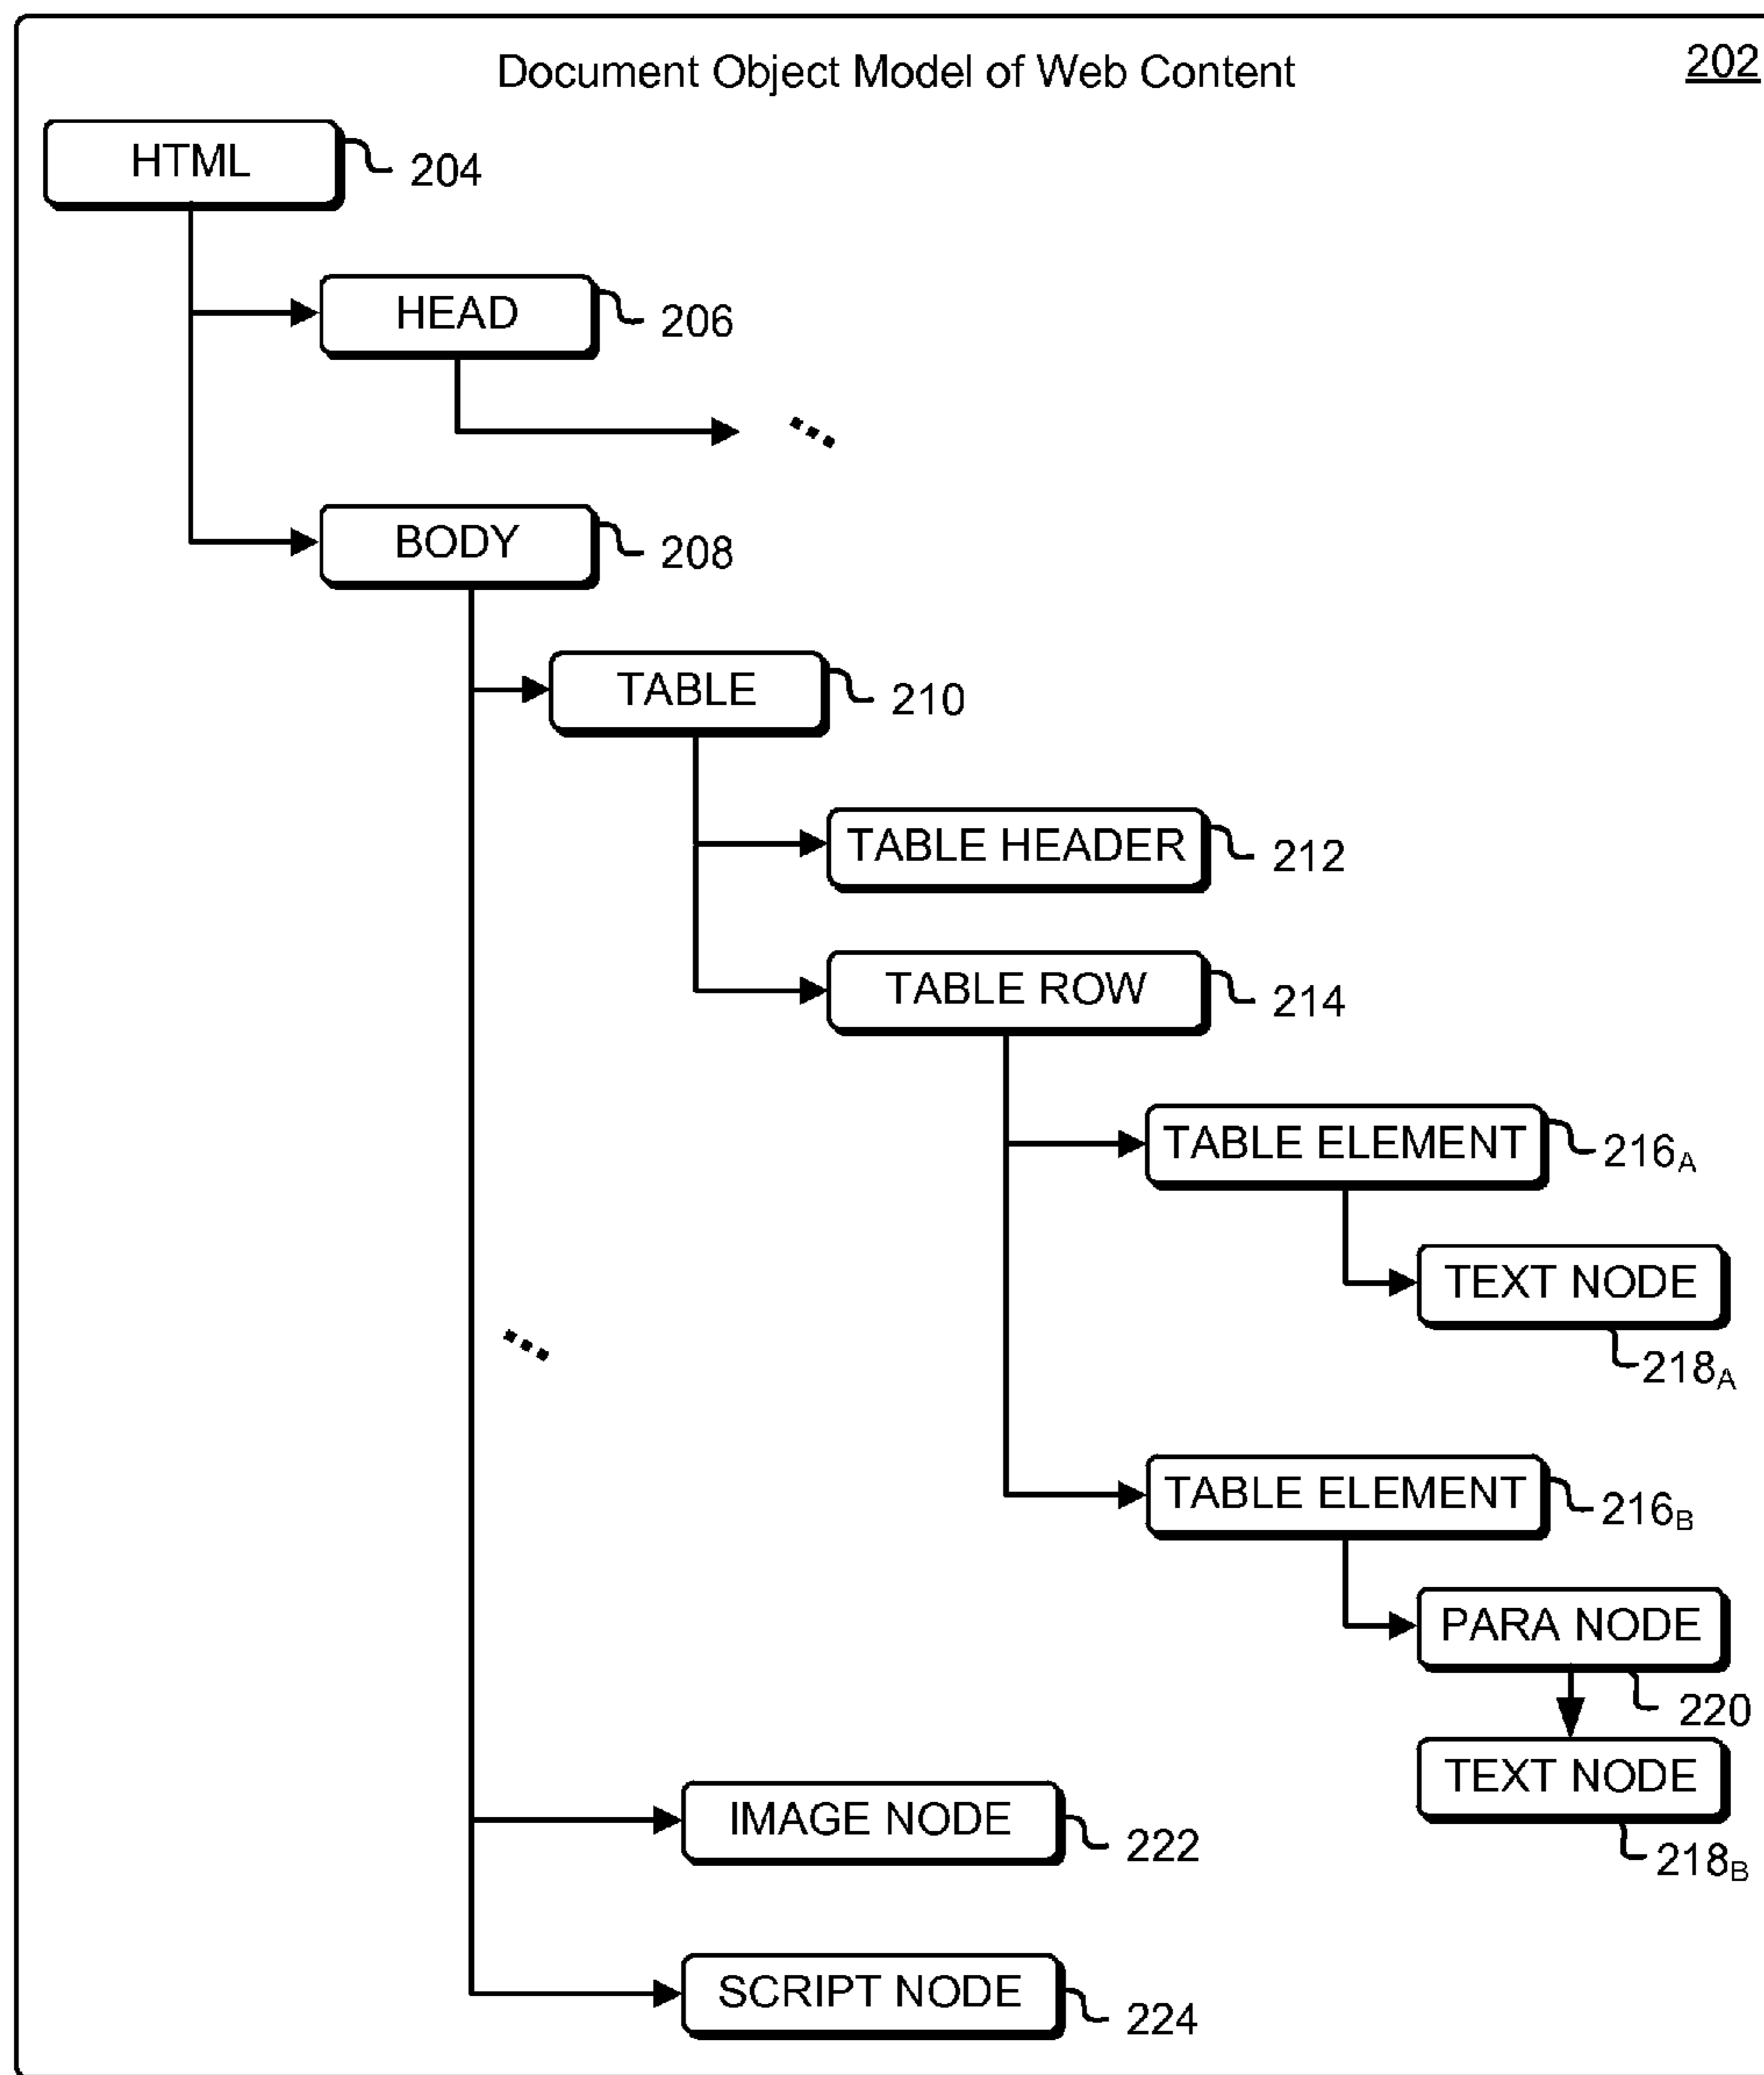 Document Object Model of Web Content
202
HTML
204
HEAD
206
BODY
208
TABLE
210
TABLE HEADER
212
TABLE ROW
214
TABLE ELEMENT
216A
TEXT NODE
218A
TABLE ELEMENT
216B
PARA NODE
220
TEXT NODE
218B
IMAGE NODE
222
SCRIPT NODE
224